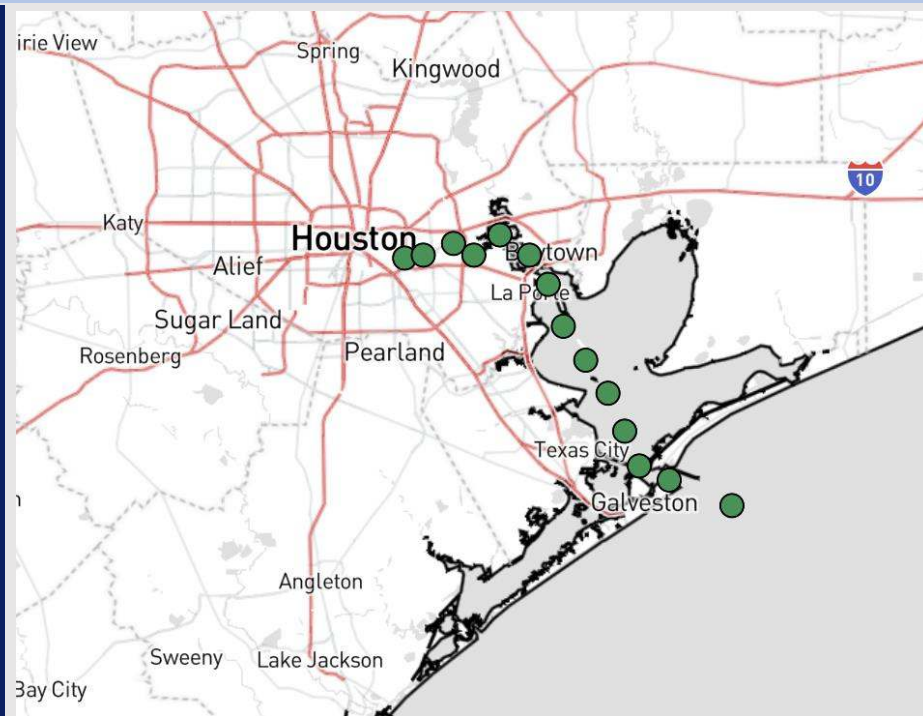 irie View
Spring
Kingwood
10
Katy
Houston
Baytown
Alief
La Porte
Sugar Land
Pearland
Rosenberg
Texas City
Galveston
n
Angleton
Sweeny
Lake Jackson
Bay City